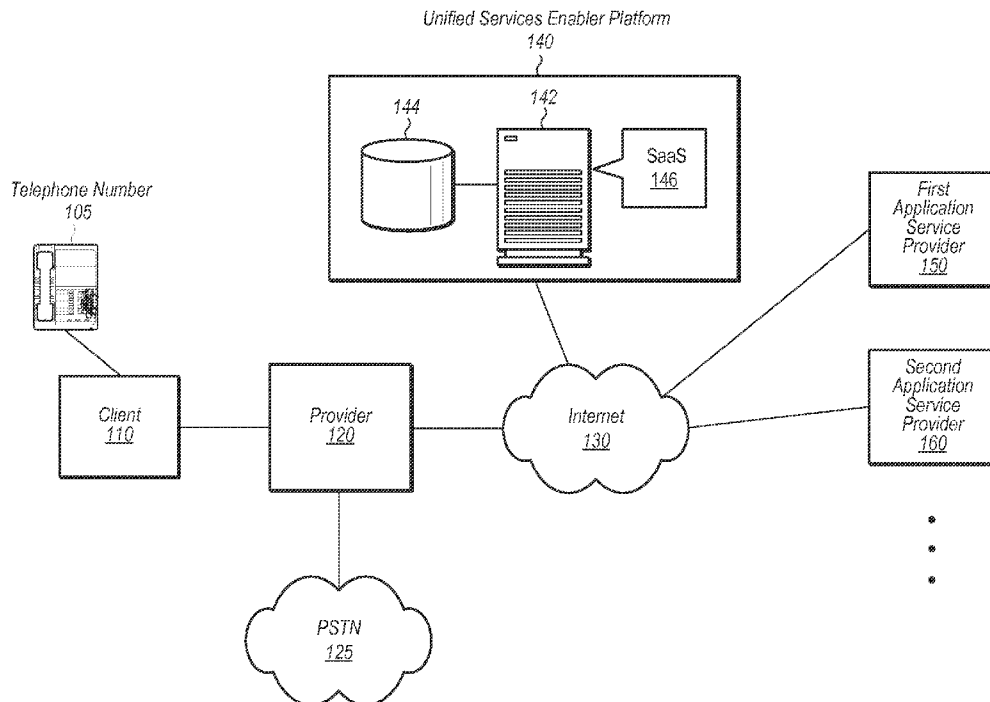 Unified Services Enabler Platform
140
144
142
SaaS
146
Telephone Number
105
First
Application
Service
Provider
150
Client
110
Provider
120
Internet
130
Second
Application
Service
Provider
160
PSTN
125